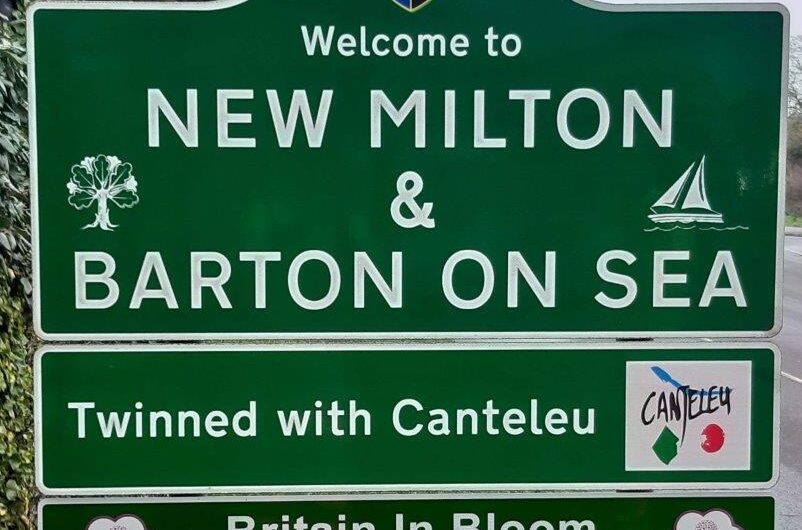 Welcome to
NEW MILTON
&
BARTON ON SEA
Twinned with Canteleu
CANTELEU
Britain In Bloom